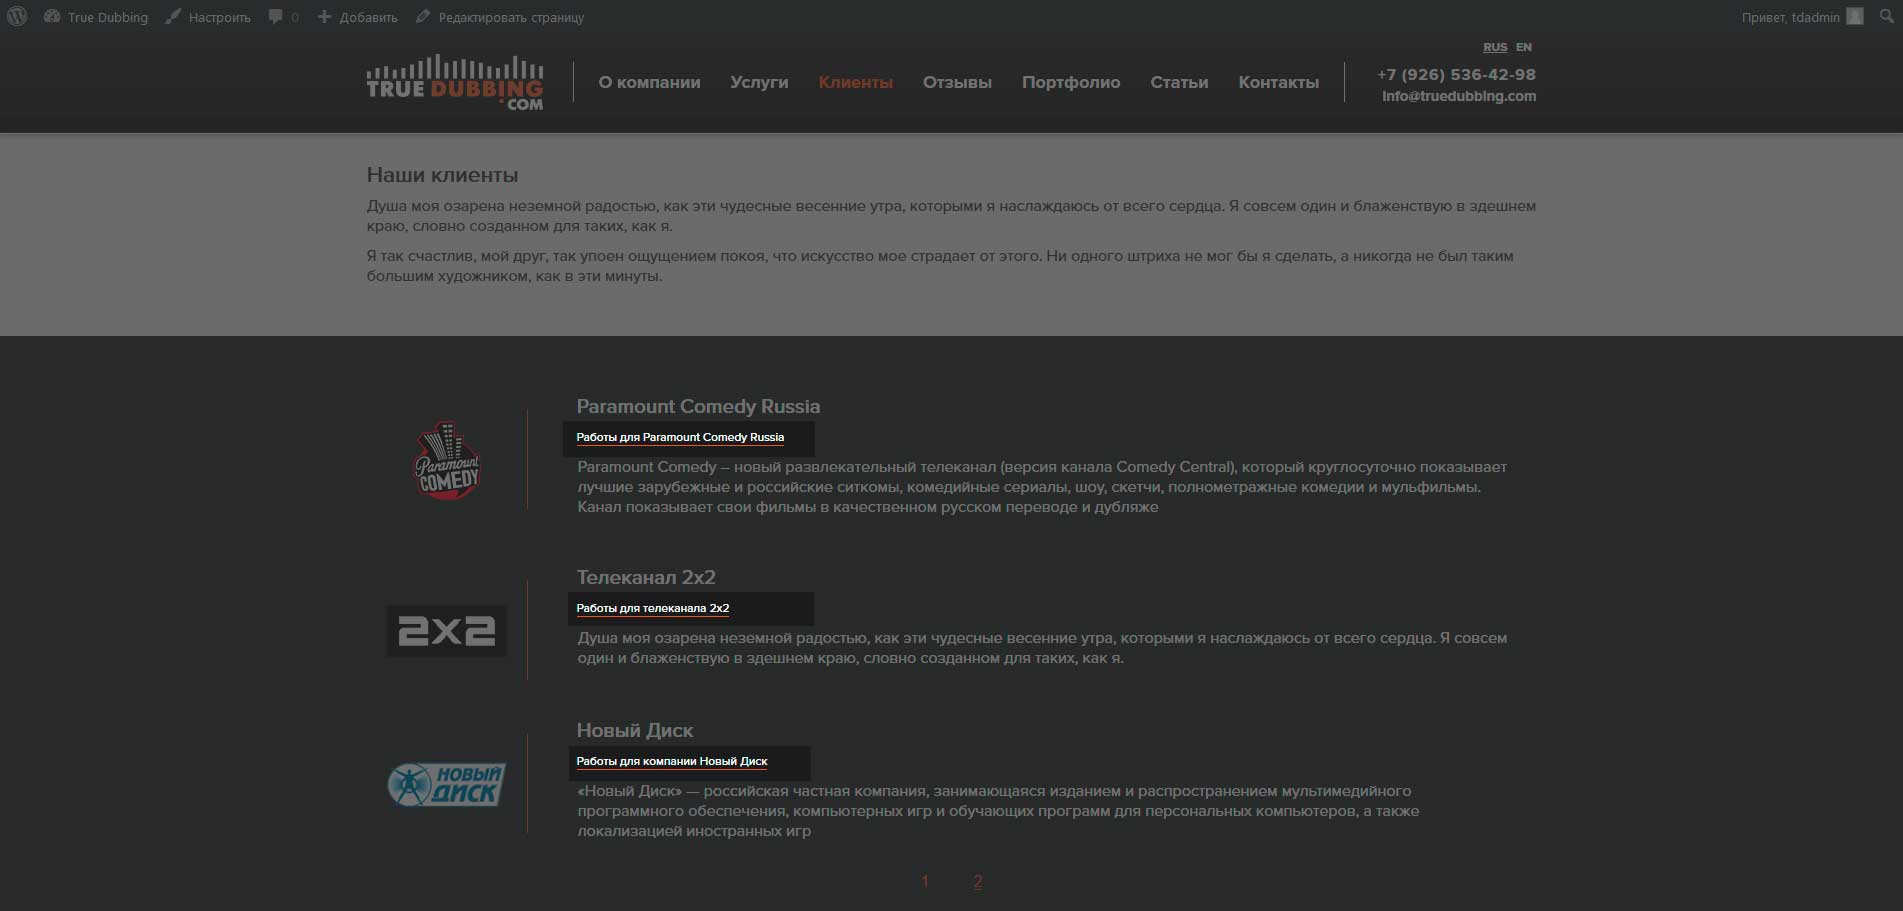 True Dubbing Настроить 0 Добавить Редактировать страницу Привет, tdadmin
RUS EN
TRUE DUBBING
.COM
О компании Услуги Клиенты Отзывы Портфолио Статьи Контакты
+7 (926) 536-42-98
info@truedubbing.com
Наши клиенты
Душа моя озарена неземной радостью, как эти чудесные весенние утра, которыми я наслаждаюсь от всего сердца. Я совсем один и блаженствую в здешнем
краю, словно созданном для таких, как я.
Я так счастлив, мой друг, так упоен ощущением покоя, что искусство мое страдает от этого. Ни одного штриха не мог бы я сделать, а никогда не был таким
большим художником, как в эти минуты.
Paramount Comedy Russia
Работы для Paramount Comedy Russia
Paramount
COMEDY
Paramount Comedy – новый развлекательный телеканал (версия канала Comedy Central), который круглосуточно показывает
лучшие зарубежные и российские ситкомы, комедийные сериалы, шоу, скетчи, полнометражные комедии и мульфильмы.
Канал показывает свои фильмы в качественном русском переводе и дубляже
Телеканал 2х2
Работы для телеканала 2х2
2x2
Душа моя озарена неземной радостью, как эти чудесные весенние утра, которыми я наслаждаюсь от всего сердца. Я совсем
один и блаженствую в здешнем краю, словно созданном для таких, как я.
Новый Диск
Работы для компании Новый Диск
НОВЫЙ
ДИСК
«Новый Диск» — российская частная компания, занимающаяся изданием и распространением мультимедийного
программного обеспечения, компьютерных игр и обучающих программ для персональных компьютеров, а также
локализацией иностранных игр
1 2